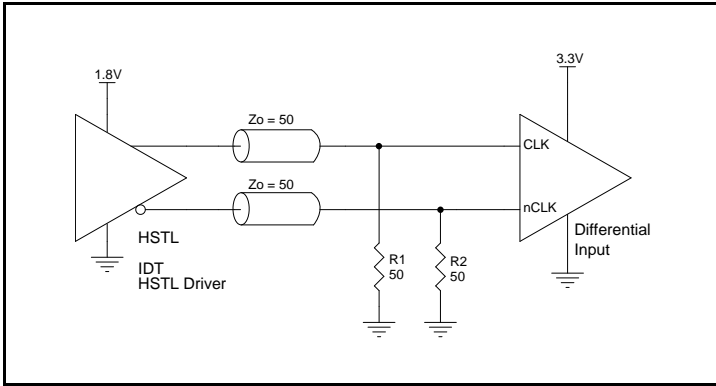 1.8V
3.3V
Zo = 50
CLK
Zo = 50
nCLK
HSTL
Differential
Input
IDT
HSTL Driver
R1
50
R2
50